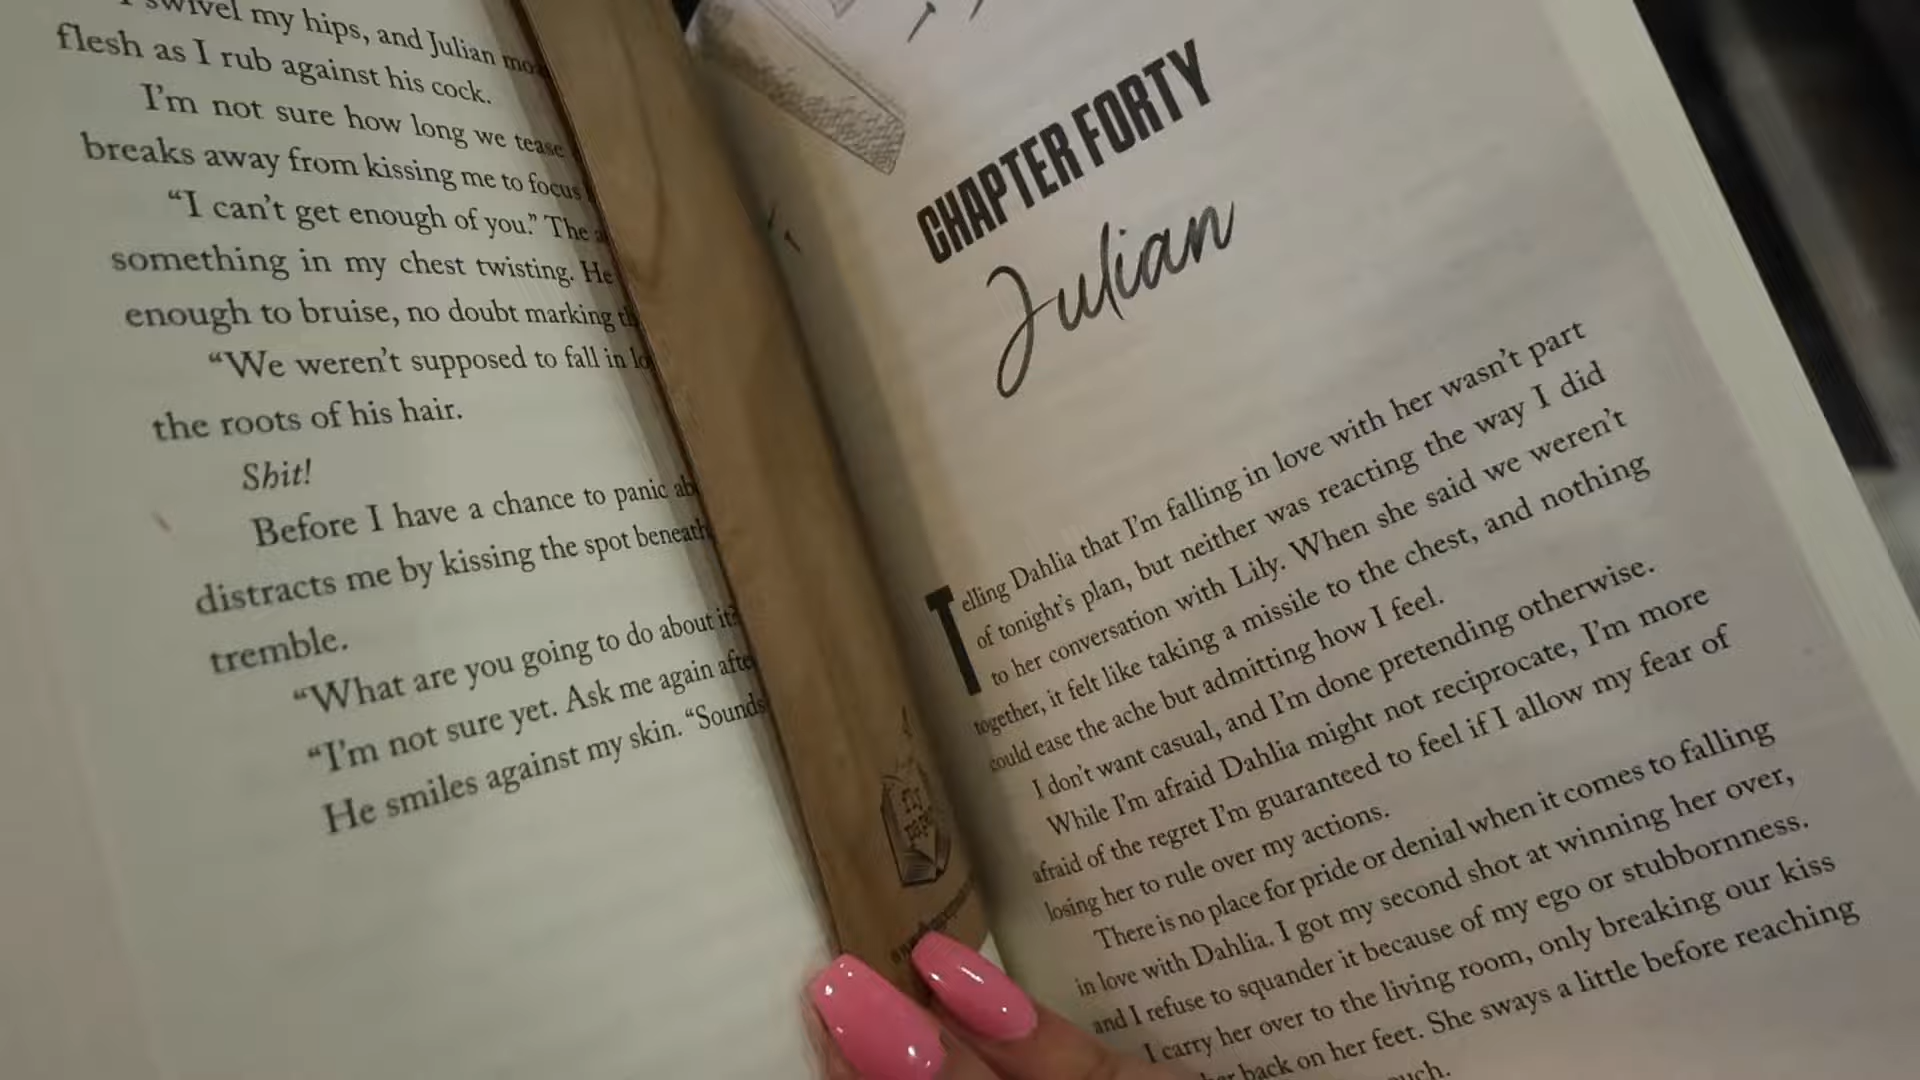 I swivel my hips, and Julian
flesh as I rub against his cock.
I'm not sure how long we tease
breaks away from kissing me to focus
“I can't get enough of you.” The
something in my chest twisting. He
enough to bruise, no doubt marking
“We weren't supposed to fall in
the roots of his hair.
Shit!
Before I have a chance to panic
distracts me by kissing the spot beneath
tremble.
“What are you going to do about it?
“I'm not sure yet. Ask me again
He smiles against my skin. “Sounds
CHAPTER FORTY
Julian
Telling Dahlia that I'm falling in love with her wasn't part
of tonight's plan, but neither was reacting the way I did
to her conversation with Lily. When she said we weren't
together, it felt like taking a missile to the chest, and nothing
could ease the ache but admitting how I feel.
I don't want casual, and I'm done pretending otherwise.
While I'm afraid Dahlia might not reciprocate, I'm more
afraid of the regret I'm guaranteed to feel if I allow my fear of
losing her to rule over my actions.
There is no place for pride or denial when it comes to falling
in love with Dahlia. I got my second shot at winning her over,
and I refuse to squander it because of my ego or stubbornness.
I carry her over to the living room, only breaking our kiss
back on her feet. She sways a little before reaching